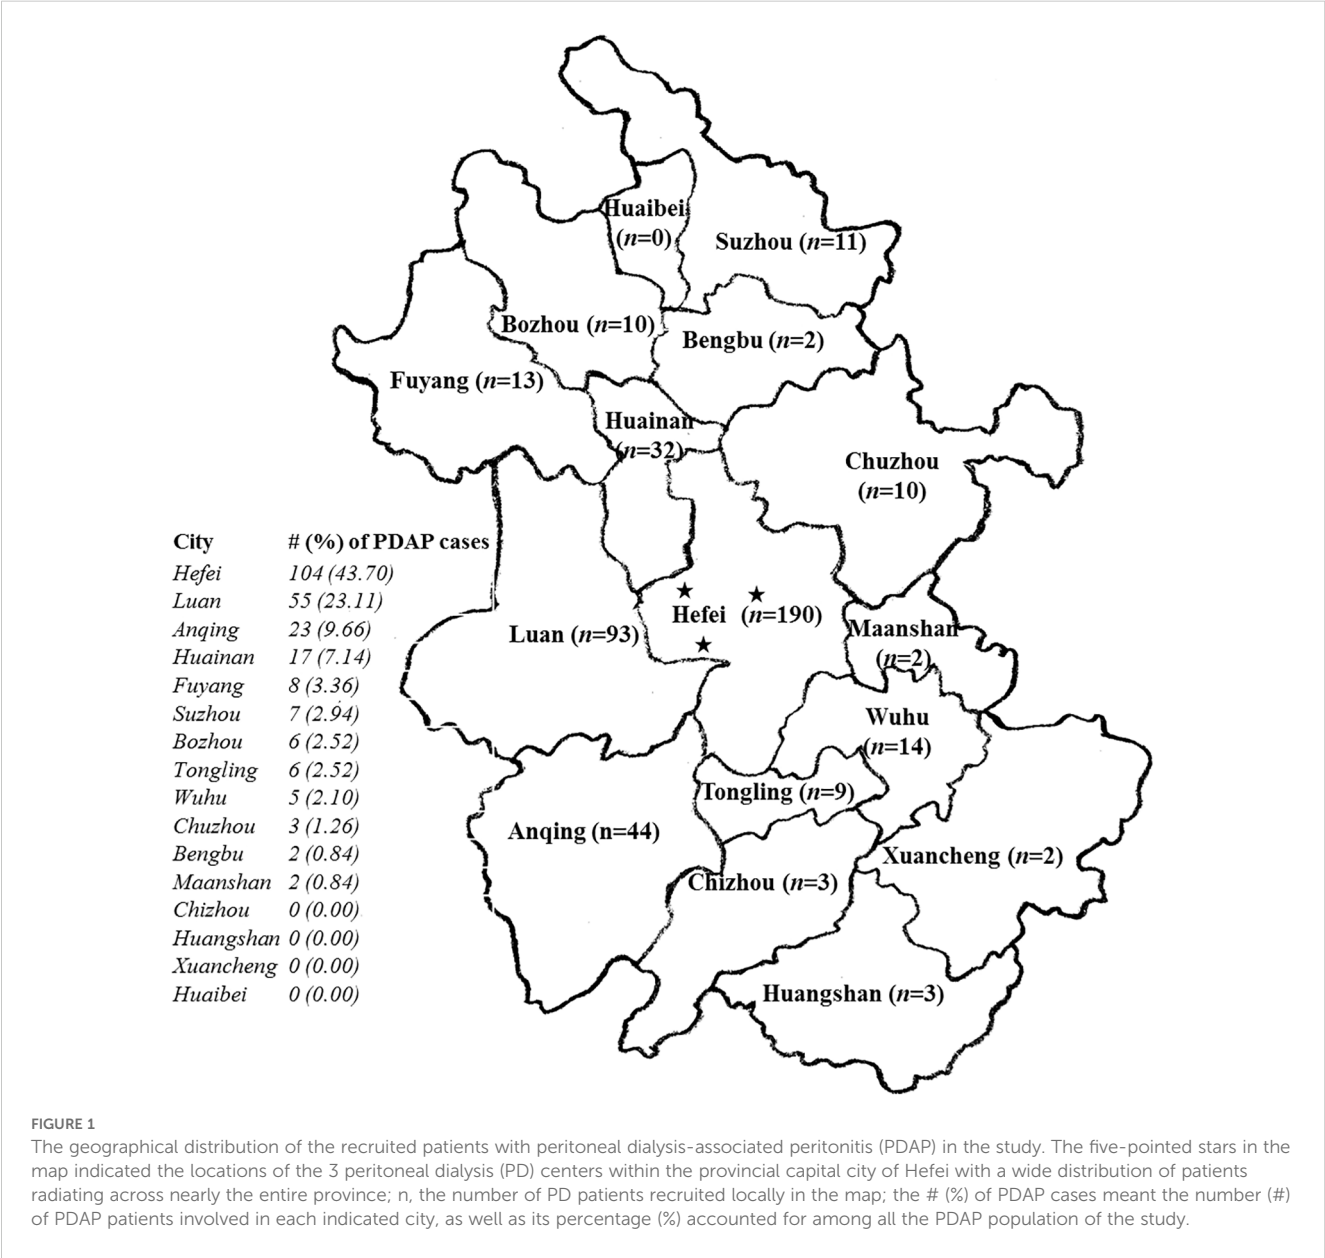 Huaibei
(n=0)
Suzhou (n=11)
Bozhou (n=10)
Bengbu (n=2)
Fuyang (n=13)
Huainan
(n=32)
Chuzhou
(n=10)
City # (%) of PDAP cases
Hefei 104 (43.70)
Luan 55 (23.11)
Anqing 23 (9.66)
Huainan 17 (7.14)
Fuyang 8 (3.36)
Suzhou 7 (2.94)
Bozhou 6 (2.52)
Tongling 6 (2.52)
Wuhu 5 (2.10)
Chuzhou 3 (1.26)
Bengbu 2 (0.84)
Maanshan 2 (0.84)
Chizhou 0 (0.00)
Huangshan 0 (0.00)
Xuancheng 0 (0.00)
Huaibei 0 (0.00)
Hefei (n=190)
Luan (n=93)
Maanshan
(n=2)
Wuhu
(n=14)
Tongling (n=9)
Anqing (n=44)
Xuancheng (n=2)
Chizhou (n=3)
Huangshan (n=3)
FIGURE 1
The geographical distribution of the recruited patients with peritoneal dialysis-associated peritonitis (PDAP) in the study. The five-pointed stars in the
map indicated the locations of the 3 peritoneal dialysis (PD) centers within the provincial capital city of Hefei with a wide distribution of patients
radiating across nearly the entire province; n, the number of PD patients recruited locally in the map; the # (%) of PDAP cases meant the number (#)
of PDAP patients involved in each indicated city, as well as its percentage (%) accounted for among all the PDAP population of the study.